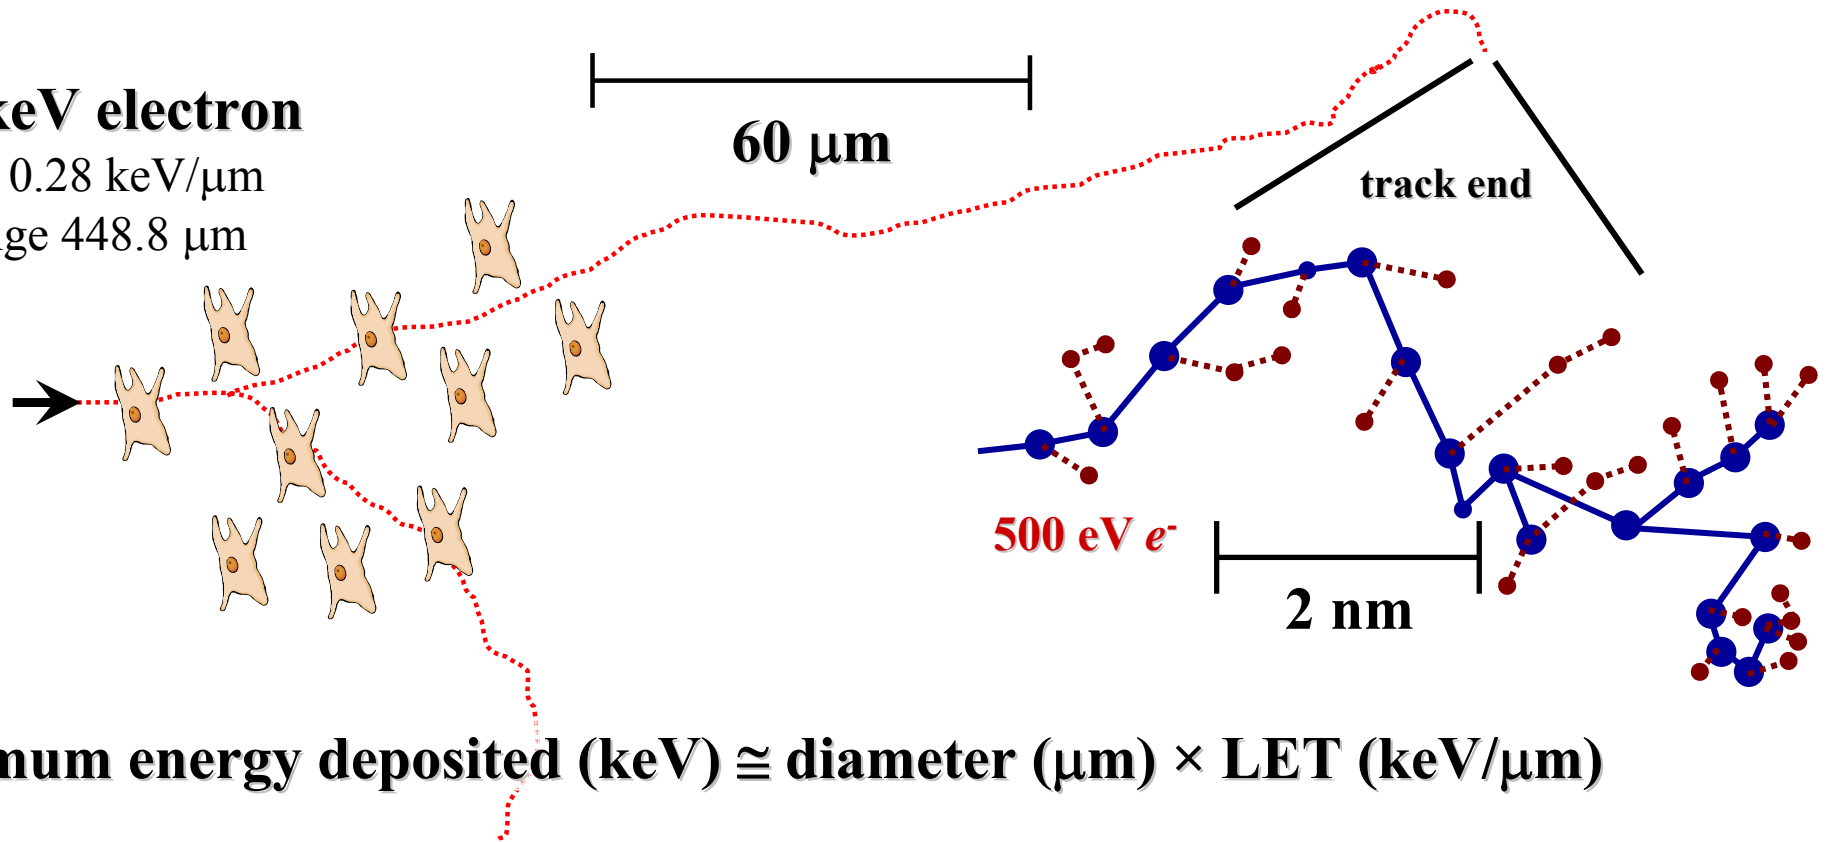 keV electron
0.28 keV/μm
ge 448.8 μm
60 μm
track end
500 eV e-
2 nm
mum energy deposited (keV) ≅ diameter (μm) × LET (keV/μm)